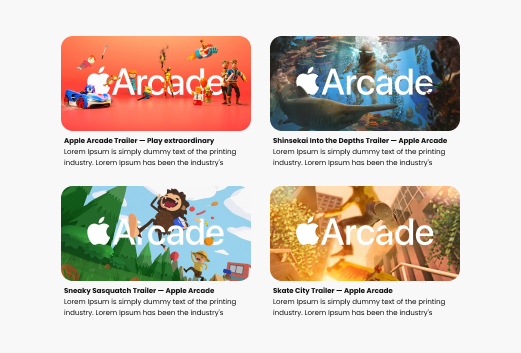 Arcade
Apple Arcade Trailer — Play extraordinary
Lorem Ipsum is simply dummy text of the printing
industry. Lorem Ipsum has been the industry's
Arcade
Shinsekai Into the Depths Trailer — Apple Arcade
Lorem Ipsum is simply dummy text of the printing
industry. Lorem Ipsum has been the industry's
Arcade
Sneaky Sasquatch Trailer — Apple Arcade
Lorem Ipsum is simply dummy text of the printing
industry. Lorem Ipsum has been the industry's
Arcade
Skate City Trailer — Apple Arcade
Lorem Ipsum is simply dummy text of the printing
industry. Lorem Ipsum has been the industry's